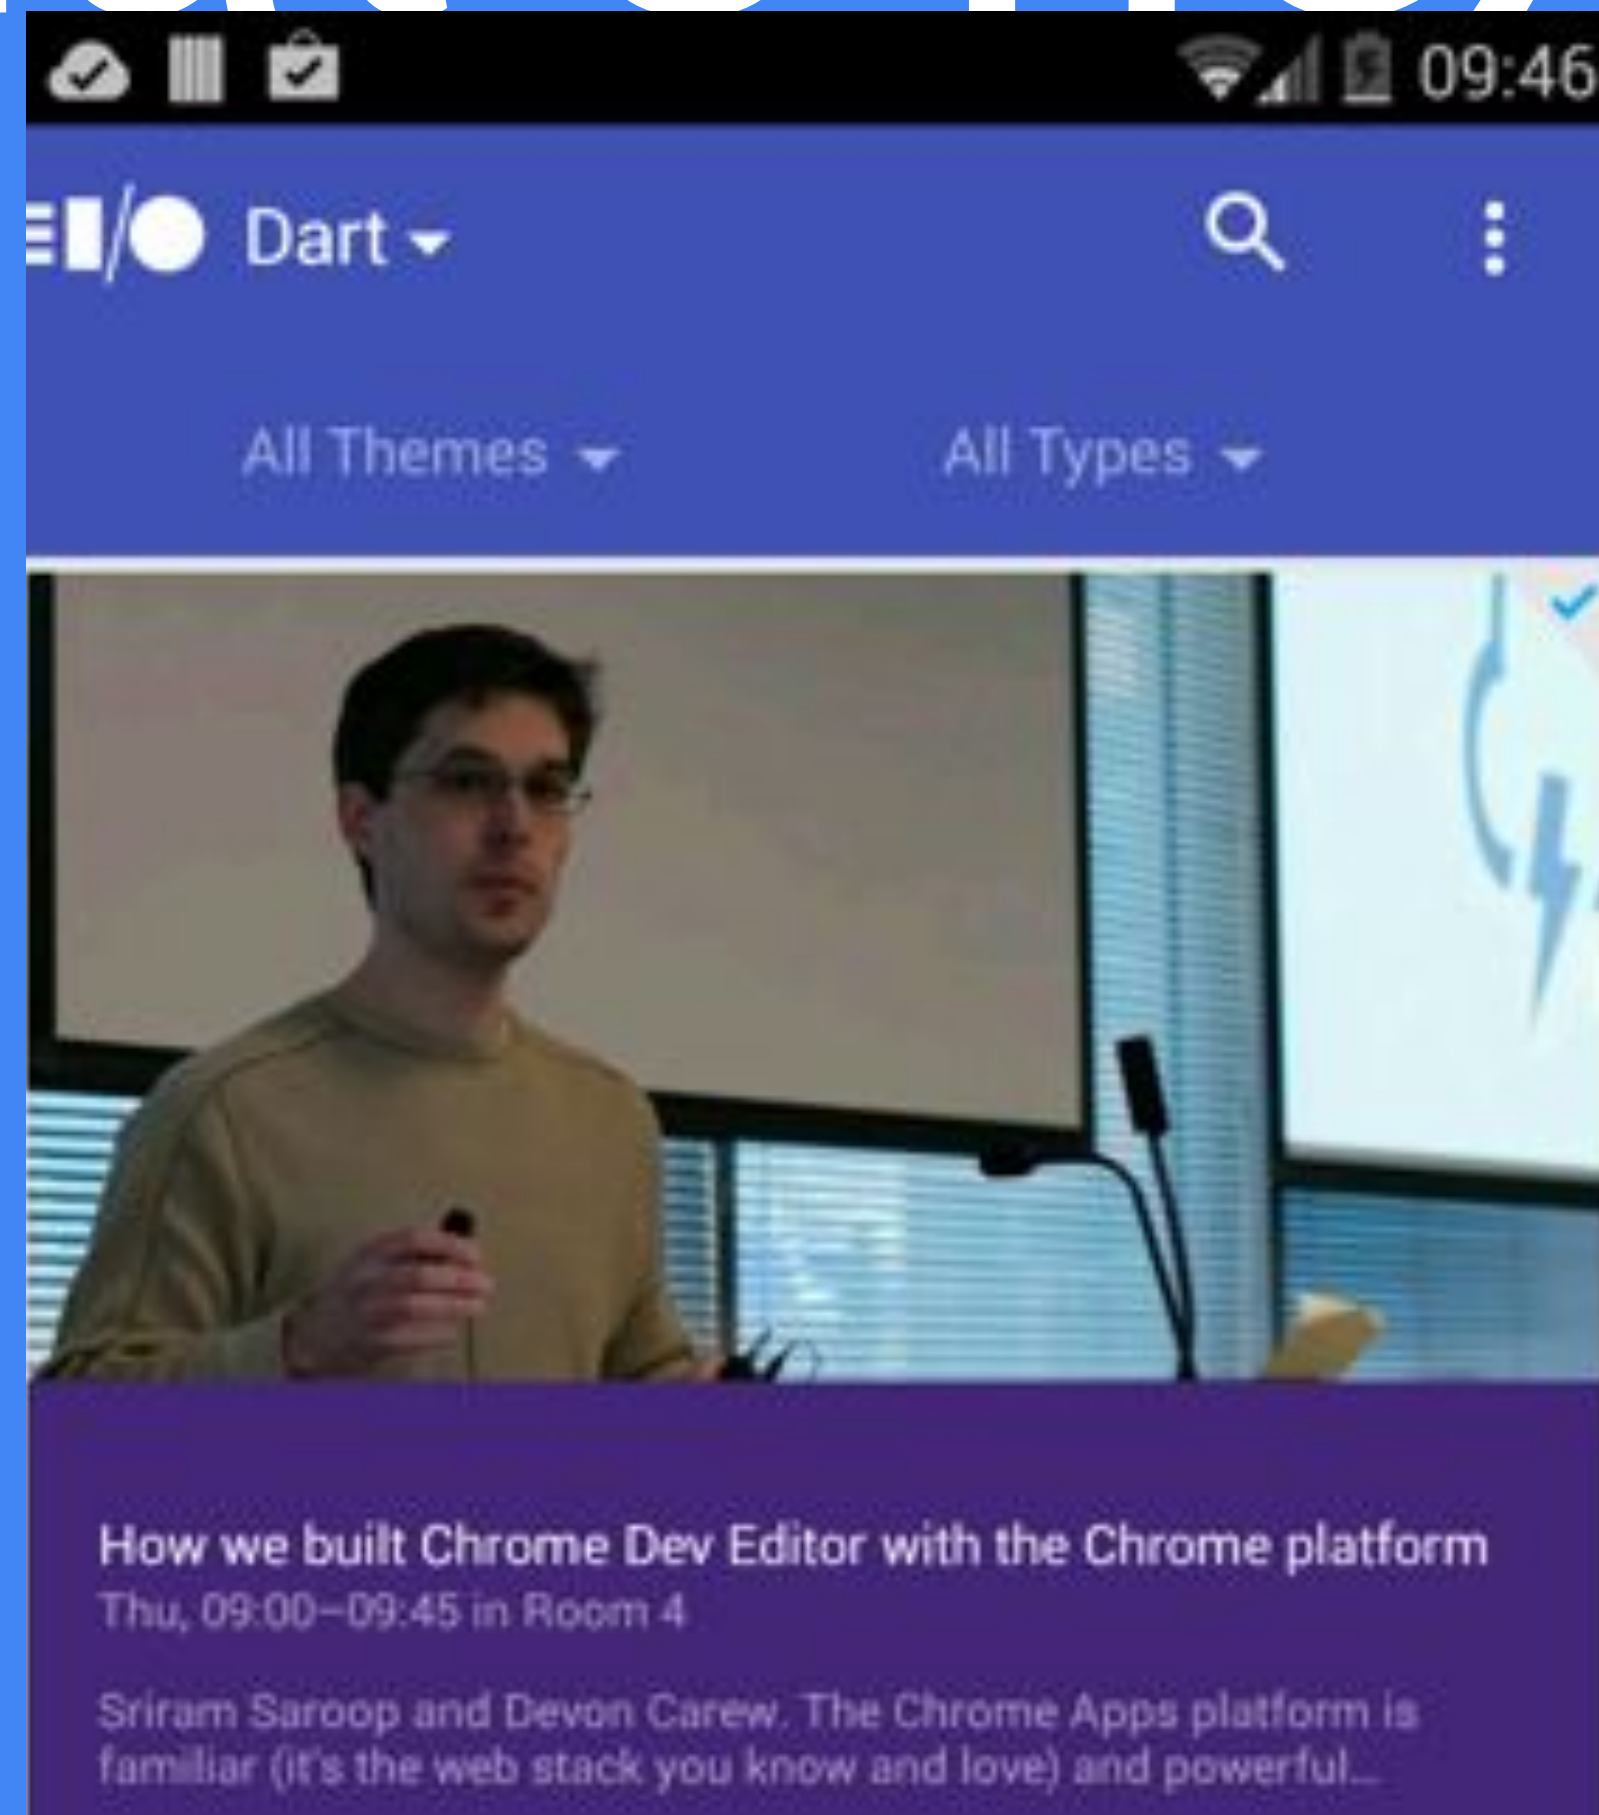 09:46
I/O Dart
All Themes All Types
How we built Chrome Dev Editor with the Chrome platform
Thu, 09:00–09:45 in Room 4
Sriram Saroop and Devon Carew. The Chrome Apps platform is
familiar (it's the web stack you know and love) and powerful...